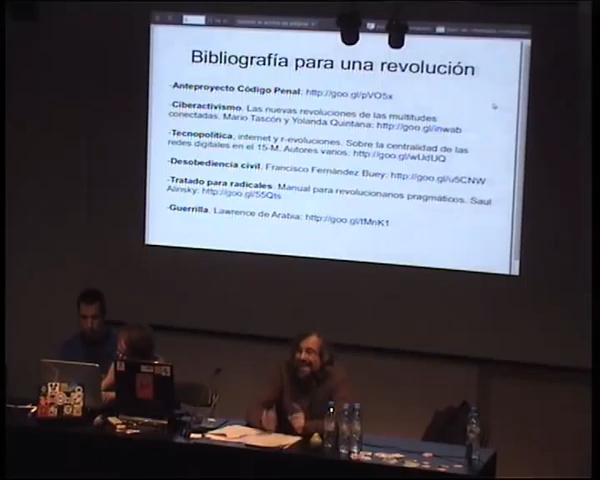 Bibliografía para una revolución
-Anteproyecto Código Penal: http://goo.gl/pVO5x
-Ciberactivismo. Las nuevas revoluciones de las multitudes
conectadas. Mario Tascón y Yolanda Quintana: http://goo.gl/inwab
-Tecnopolítica, internet y r-evoluciones. Sobre la centralidad de las
redes digitales en el 15-M. Autores varios. http://goo.gl/wUdUQ
-Desobediencia civil. Francisco Fernández Buey: http://goo.gl/u5CNW
-Tratado para radicales. Manual para revolucionarios pragmáticos. Saul
Alinsky: http://goo.gl/55Qts
-Guerrilla. Lawrence de Arabia: http://goo.gl/fMnK1